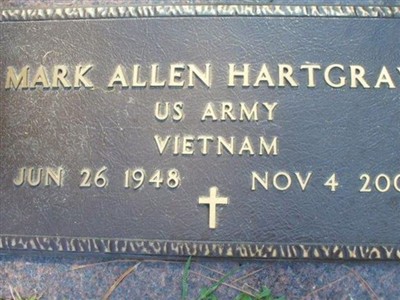 MARK ALLEN HARTGRA
US ARMY
VIETNAM
JUN 26 1948 NOV 4 200